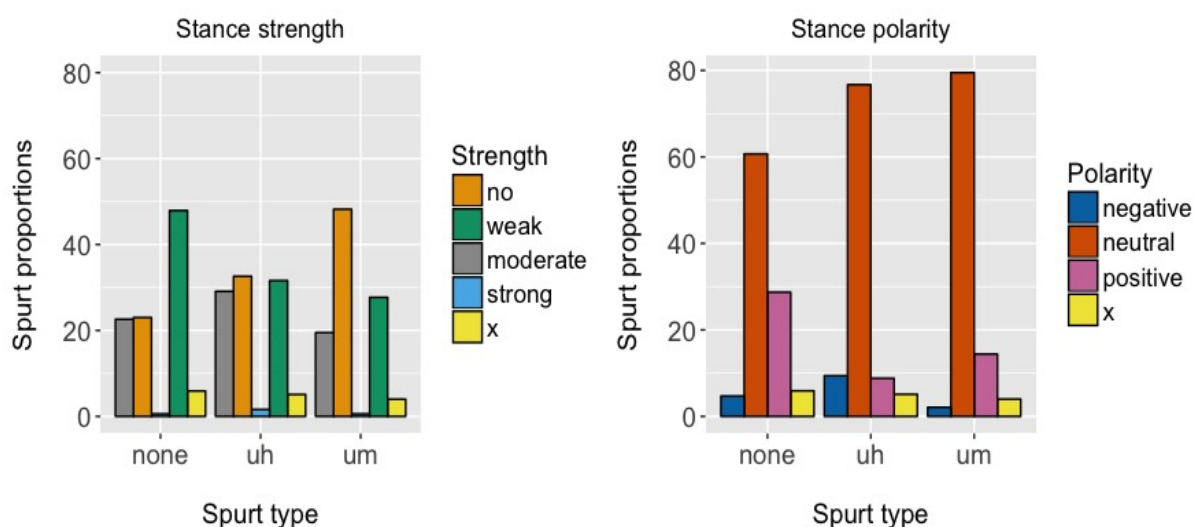 Stance strength
80
60
40
20
0
Spurt proportions
none uh um
Spurt type
Strength
no
weak
moderate
strong
x
Stance polarity
80
60
40
20
0
Spurt proportions
none uh um
Spurt type
Polarity
negative
neutral
positive
x